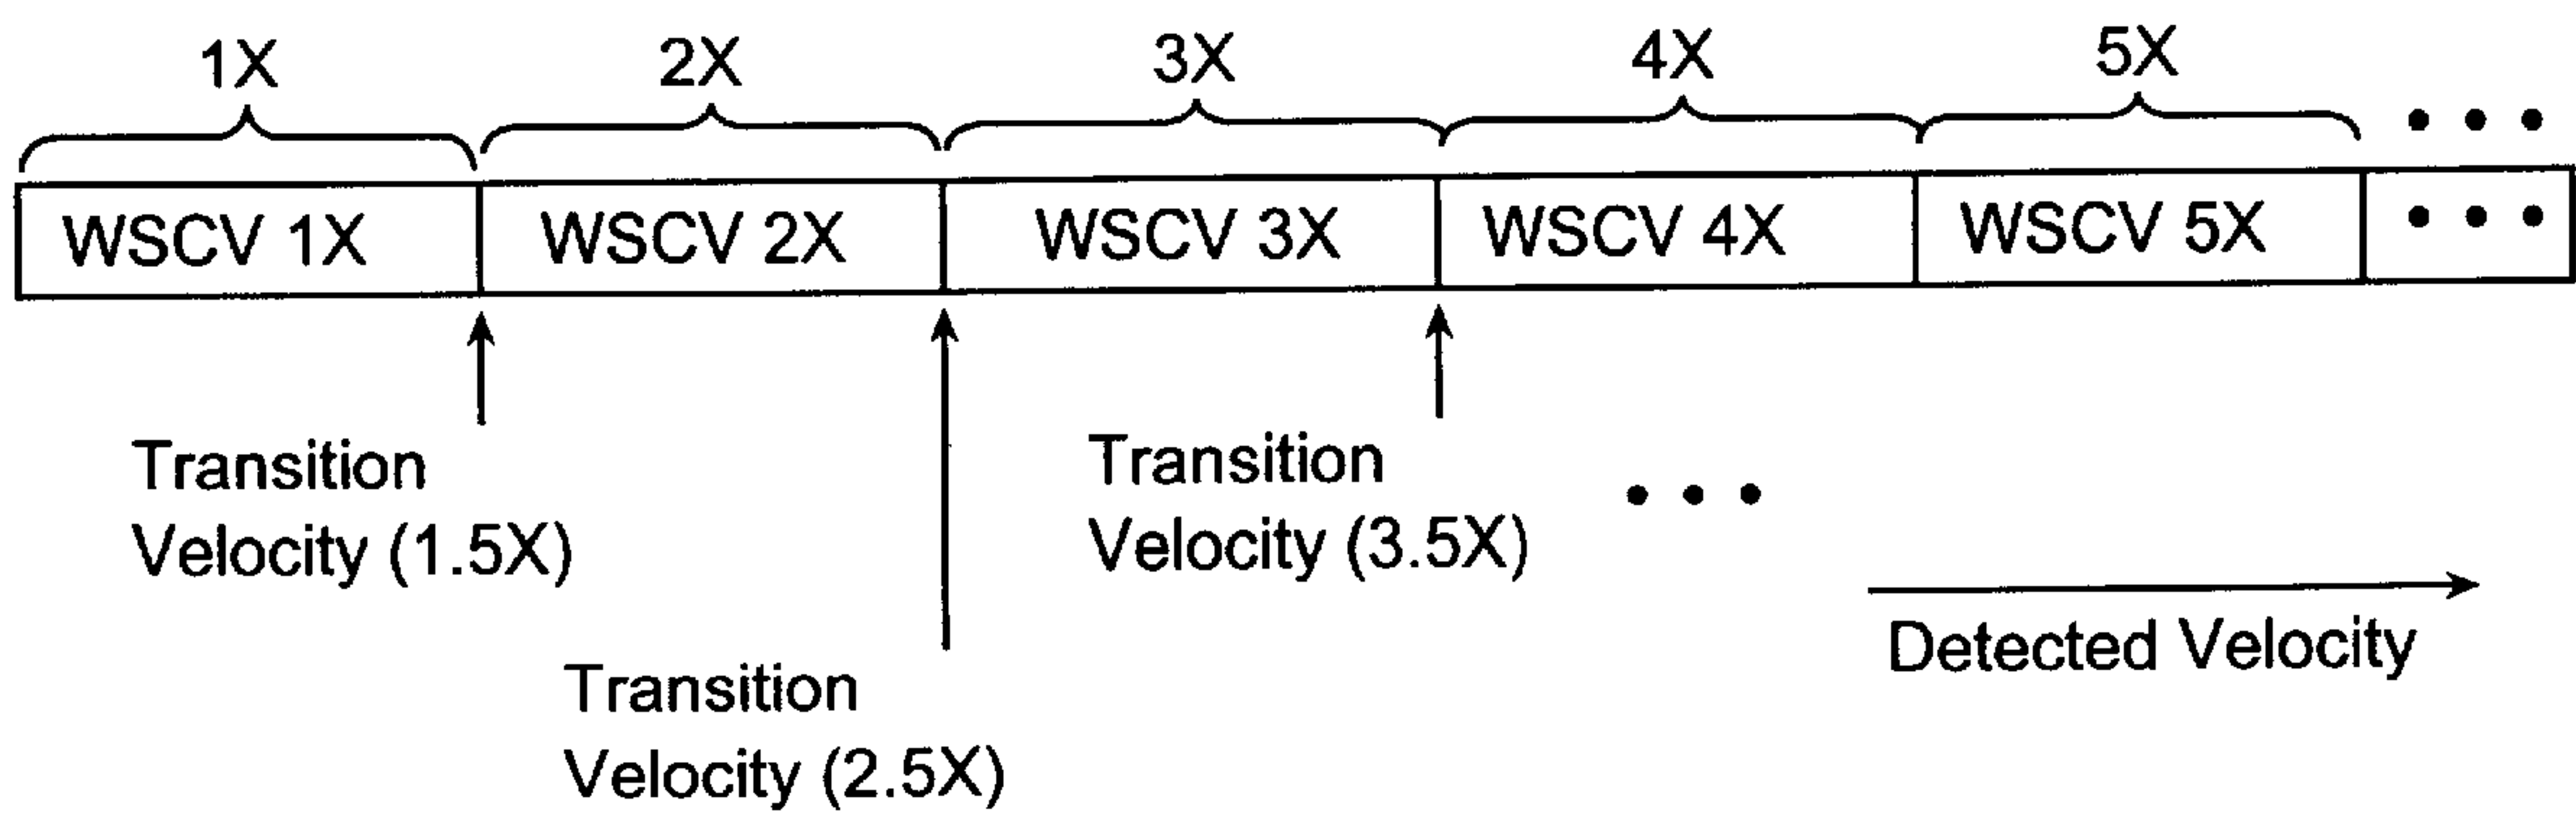 1X 2X 3X 4X 5X • • •
WSCV 1X WSCV 2X WSCV 3X WSCV 4X WSCV 5X • • •
Transition
Velocity (1.5X)
Transition
Velocity (2.5X)
Transition
Velocity (3.5X)
• • •
Detected Velocity